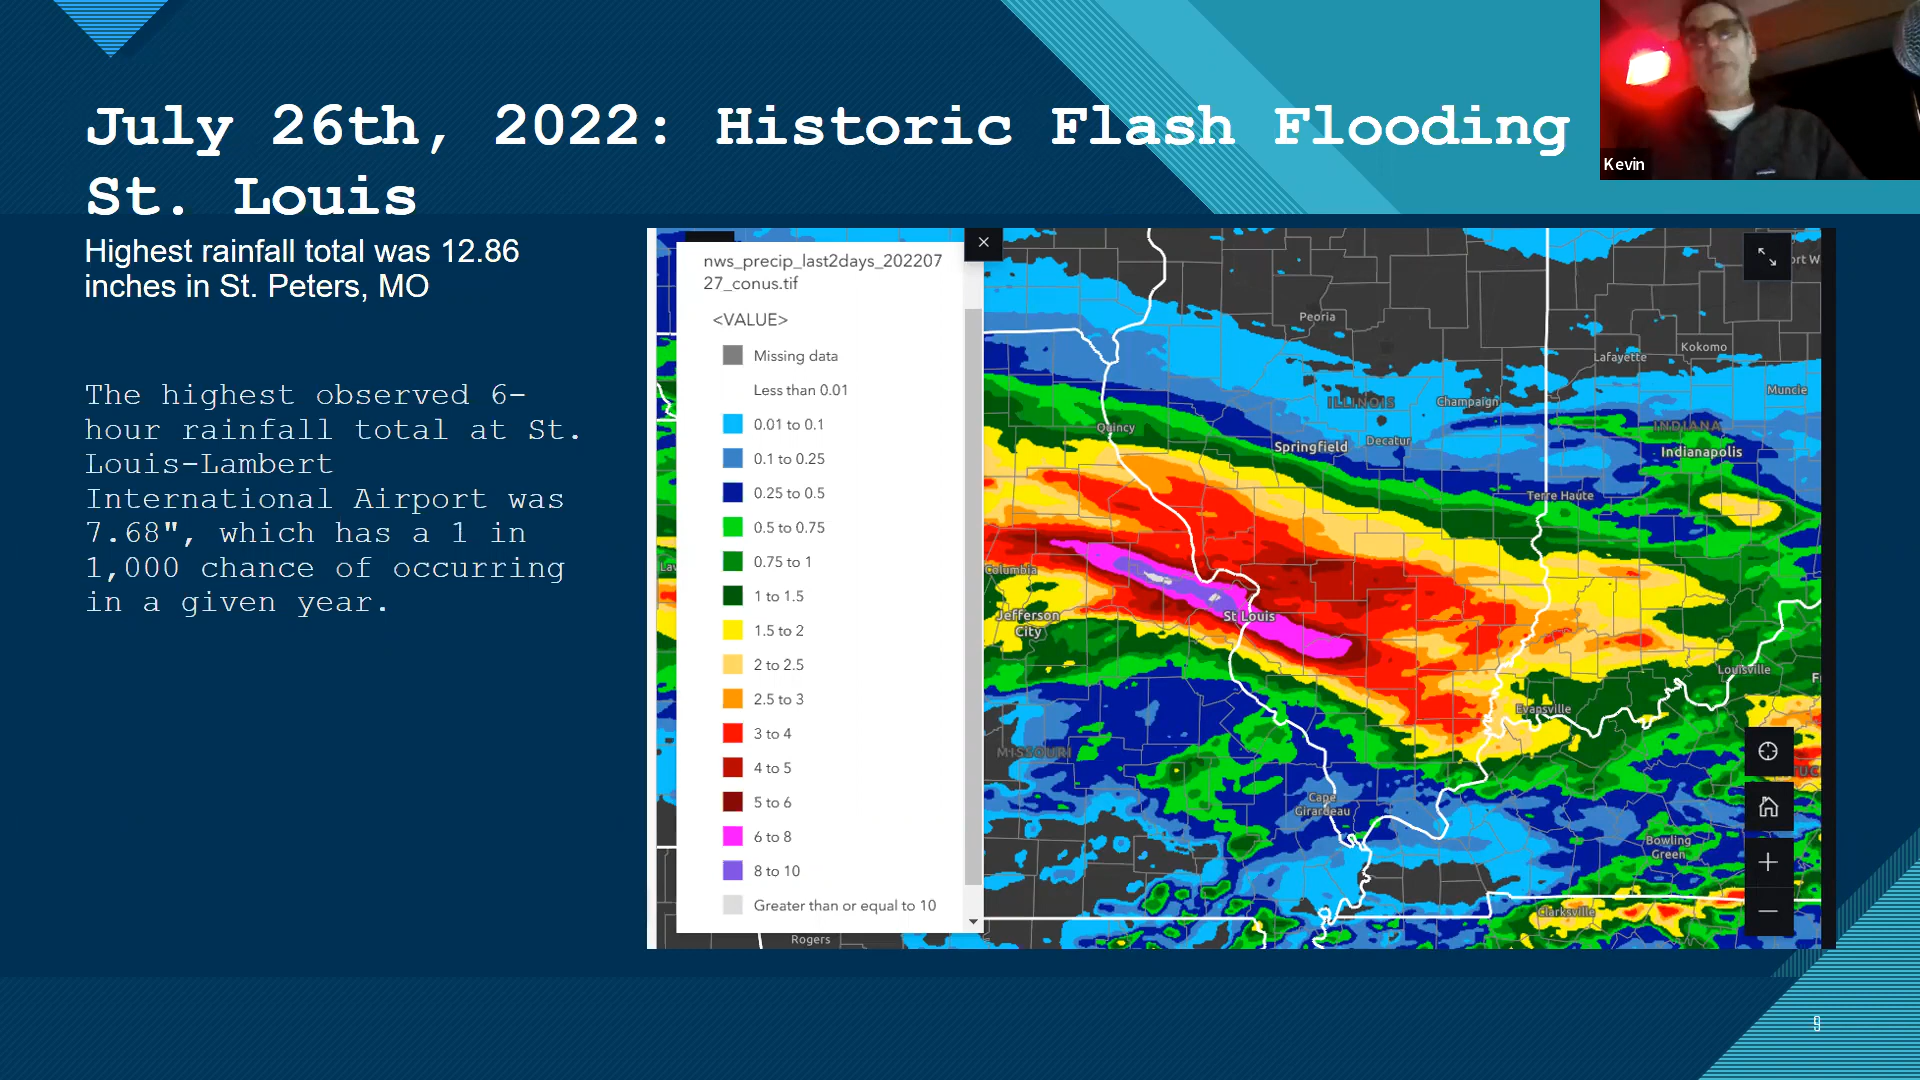 July 26th, 2022: Historic Flash Flooding
St. Louis
Kevin
Highest rainfall total was 12.86
inches in St. Peters, MO
The highest observed 6-
hour rainfall total at St.
Louis-Lambert
International Airport was
7.68", which has a 1 in
1,000 chance of occurring
in a given year.
nws_precip_last2days_202207
27_conus.tif
<VALUE>
Missing data
Less than 0.01
0.01 to 0.1
0.1 to 0.25
0.25 to 0.5
0.5 to 0.75
0.75 to 1
1 to 1.5
1.5 to 2
2 to 2.5
2.5 to 3
3 to 4
4 to 5
5 to 6
6 to 8
8 to 10
Greater than or equal to 10
Peoria
Kokomo
Lafayette
Muncie
ILLINOIS
Champaign
Quincy
INDIANA
Springfield
Decatur
Indianapolis
Terre Haute
Columbia
Jefferson
City
St Louis
Louisville
Evansville
MISSOURI
Cape
Girardeau
Bowling
Green
Clarksville
Rogers
9